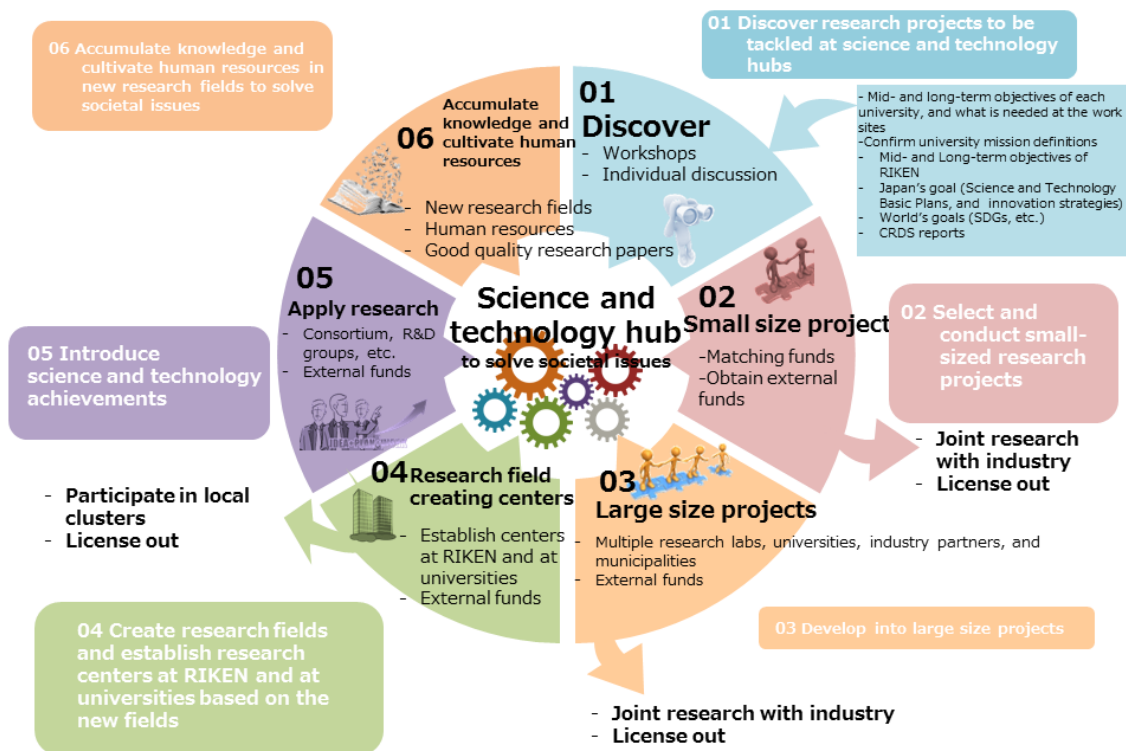 06 Accumulate knowledge and
cultivate human resources in
new research fields to solve
societal issues
01 Discover research projects to be
tackled at science and technology
hubs
- Mid- and long-term objectives of each
university, and what is needed at the work
sites
-Confirm university mission definitions
- Mid- and Long-term objectives of
RIKEN
- Japan's goal (Science and Technology
Basic Plans, and innovation strategies)
- World's goals (SDGs, etc.)
- CRDS reports
01
Discover
- Workshops
- Individual discussion
06
Accumulate
knowledge and
cultivate human
resources
- New research fields
- Human resources
- Good quality research papers
05
Apply research
- Consortium, R&D
groups, etc.
- External funds
IDEA PLAN
Science and
technology hub
to solve societal issues
02
Small size project
-Matching funds
-Obtain external
funds
02 Select and
conduct small-
sized research
projects
- Joint research
with industry
- License out
05 Introduce
science and technology
achievements
- Participate in local
clusters
- License out
04
Research field
creating centers
- Establish centers
at RIKEN and at
universities
- External funds
03
Large size projects
- Multiple research labs, universities, industry partners, and
municipalities
- External funds
04 Create research fields
and establish research
centers at RIKEN and at
universities based on the
new fields
03 Develop into large size projects
- Joint research with industry
- License out